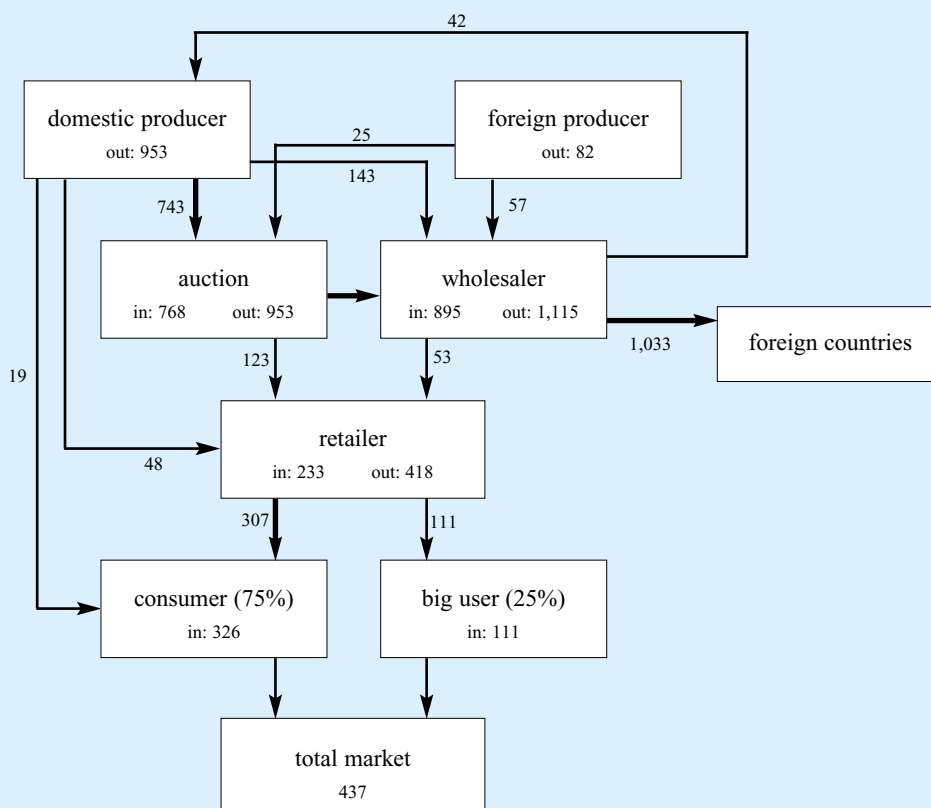 42
domestic producer
out: 953
foreign producer
out: 82
25
143
743
57
auction
in: 768 out: 953
wholesaler
in: 895 out: 1,115
1,033
foreign countries
123
53
19
retailer
in: 233 out: 418
48
307
111
consumer (75%)
in: 326
big user (25%)
in: 111
total market
437